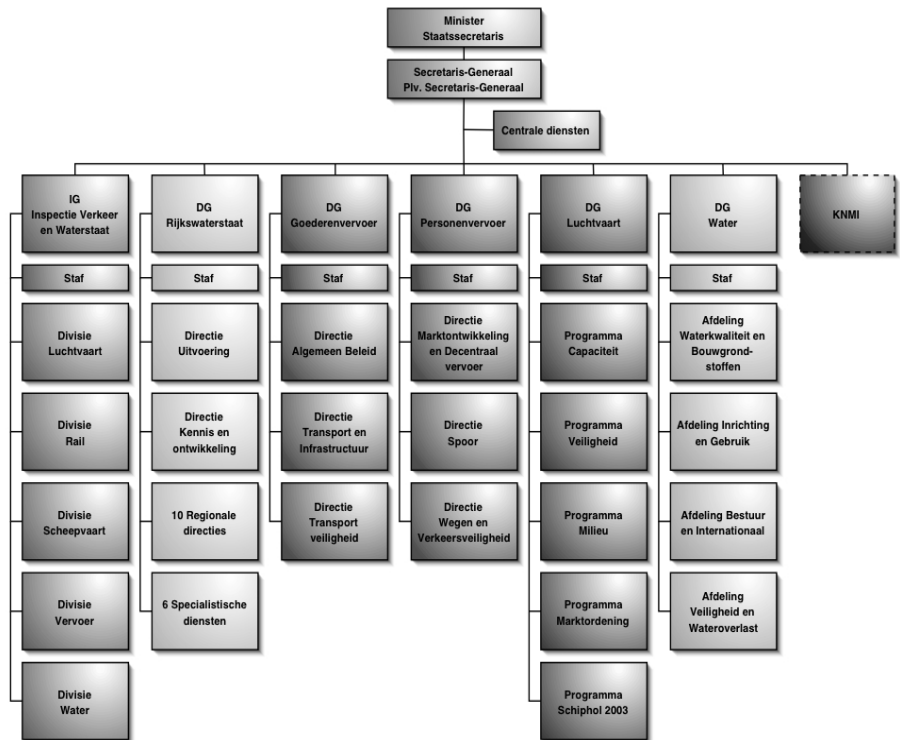 Minister
Staatssecretaris
Secretaris-Generaal
Plv. Secretaris-Generaal
Centrale diensten
IG
Inspectie Verkeer
en Waterstaat
Staf
Divisie
Luchtvaart
Divisie
Rail
Divisie
Scheepvaart
Divisie
Vervoer
Divisie
Water
DG
Rijkswaterstaat
Staf
Directie
Uitvoering
Directie
Kennis en
ontwikkeling
10 Regionale
directies
6 Specialistische
diensten
DG
Goederenvervoer
Staf
Directie
Algemeen Beleid
Directie
Transport en
Infrastructuur
Directie
Transport
veiligheid
DG
Personenvervoer
Staf
Directie
Marktontwikkeling
en Decentraal
vervoer
Directie
Spoor
Directie
Wegen en
Verkeersveiligheid
DG
Luchtvaart
Staf
Programma
Capaciteit
Programma
Veiligheid
Programma
Milieu
Programma
Marktordening
Programma
Schiphol 2003
DG
Water
Staf
Afdeling
Waterkwaliteit en
Bouwgrond-
stoffen
Afdeling Inrichting
en Gebruik
Afdeling Bestuur
en Internationaal
Afdeling
Veiligheid en
Wateroverlast
KNMI